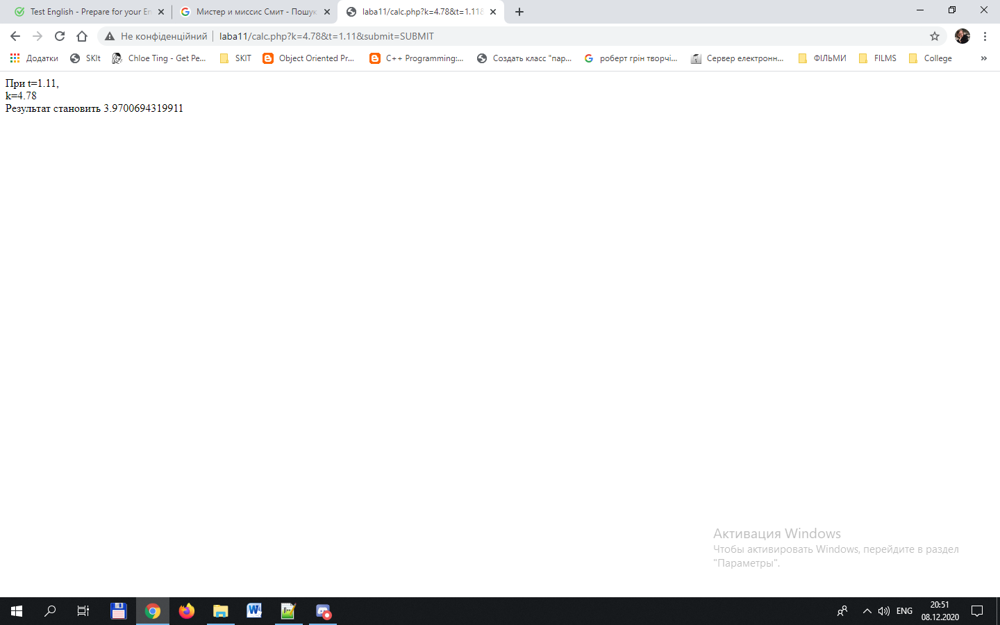 Test English - Prepare for your En
Мистер и миссис Смит - Пошук
laba11/calc.php?k=4.78&t=1.11&
Не конфіденційний
laba11/calc.php?k=4.78&t=1.11&submit=SUBMIT
Додатки
SKIt
Chloe Ting - Get Pe...
SKIT
Object Oriented Pr...
C++ Programming:...
Создать класс "пар...
роберт грін творчі...
Сервер електронн...
ФІЛЬМИ
FILMS
College
»
При t=1.11,
k=4.78
Результат становить 3.9700694319911
Активация Windows
Чтобы активировать Windows, перейдите в раздел
"Параметры".
ENG
20:51
08.12.2020